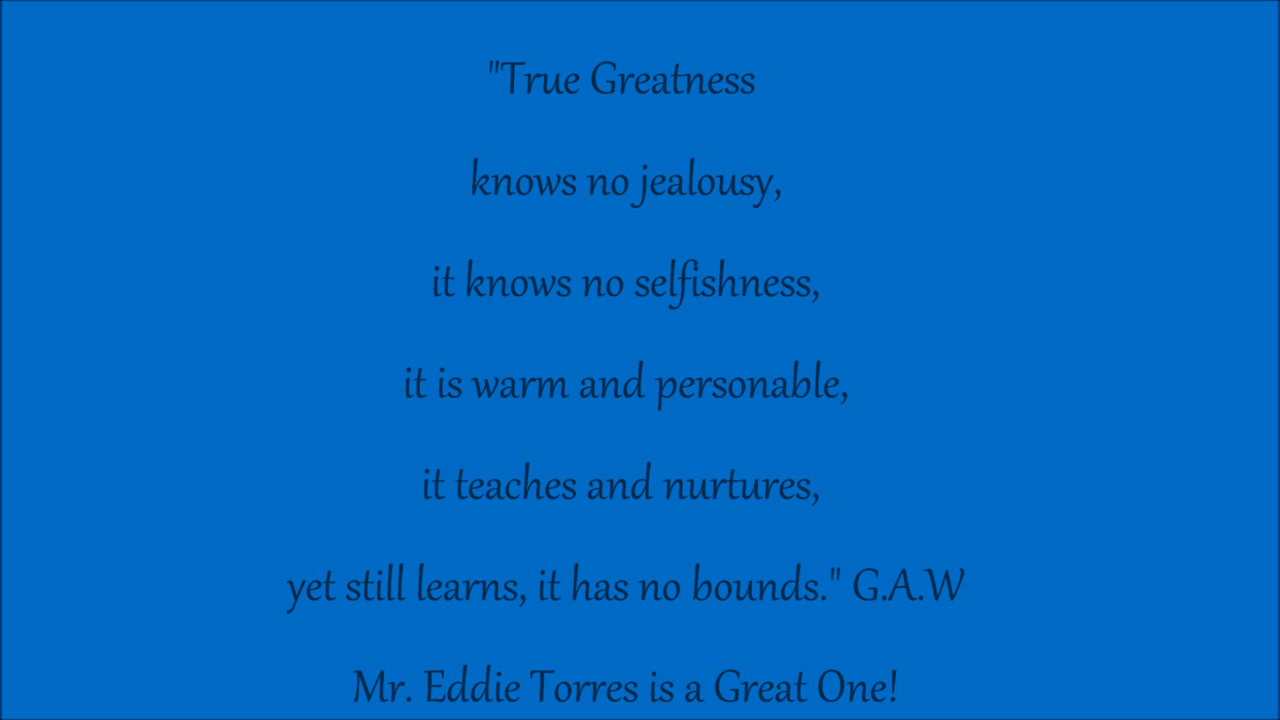 "True Greatness
knows no jealousy,
it knows no selfishness,
it is warm and personable,
it teaches and nurtures,
yet still learns, it has no bounds." G.A.W
Mr. Eddie Torres is a Great One!